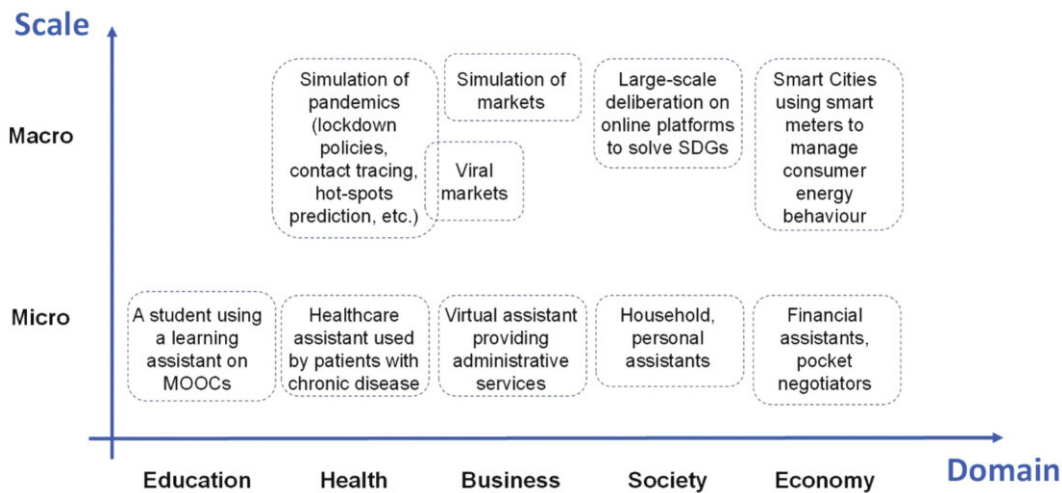 Scale
Macro
Simulation of
pandemics
(lockdown
policies,
contact tracing,
hot-spots
prediction, etc.)
Simulation of
markets
Viral
markets
Large-scale
deliberation on
online platforms
to solve SDGs
Smart Cities
using smart
meters to
manage
consumer
energy
behaviour
Micro
A student using
a learning
assistant on
MOOCs
Healthcare
assistant used
by patients with
chronic disease
Virtual assistant
providing
administrative
services
Household,
personal
assistants
Financial
assistants,
pocket
negotiators
Education
Health
Business
Society
Economy
Domain